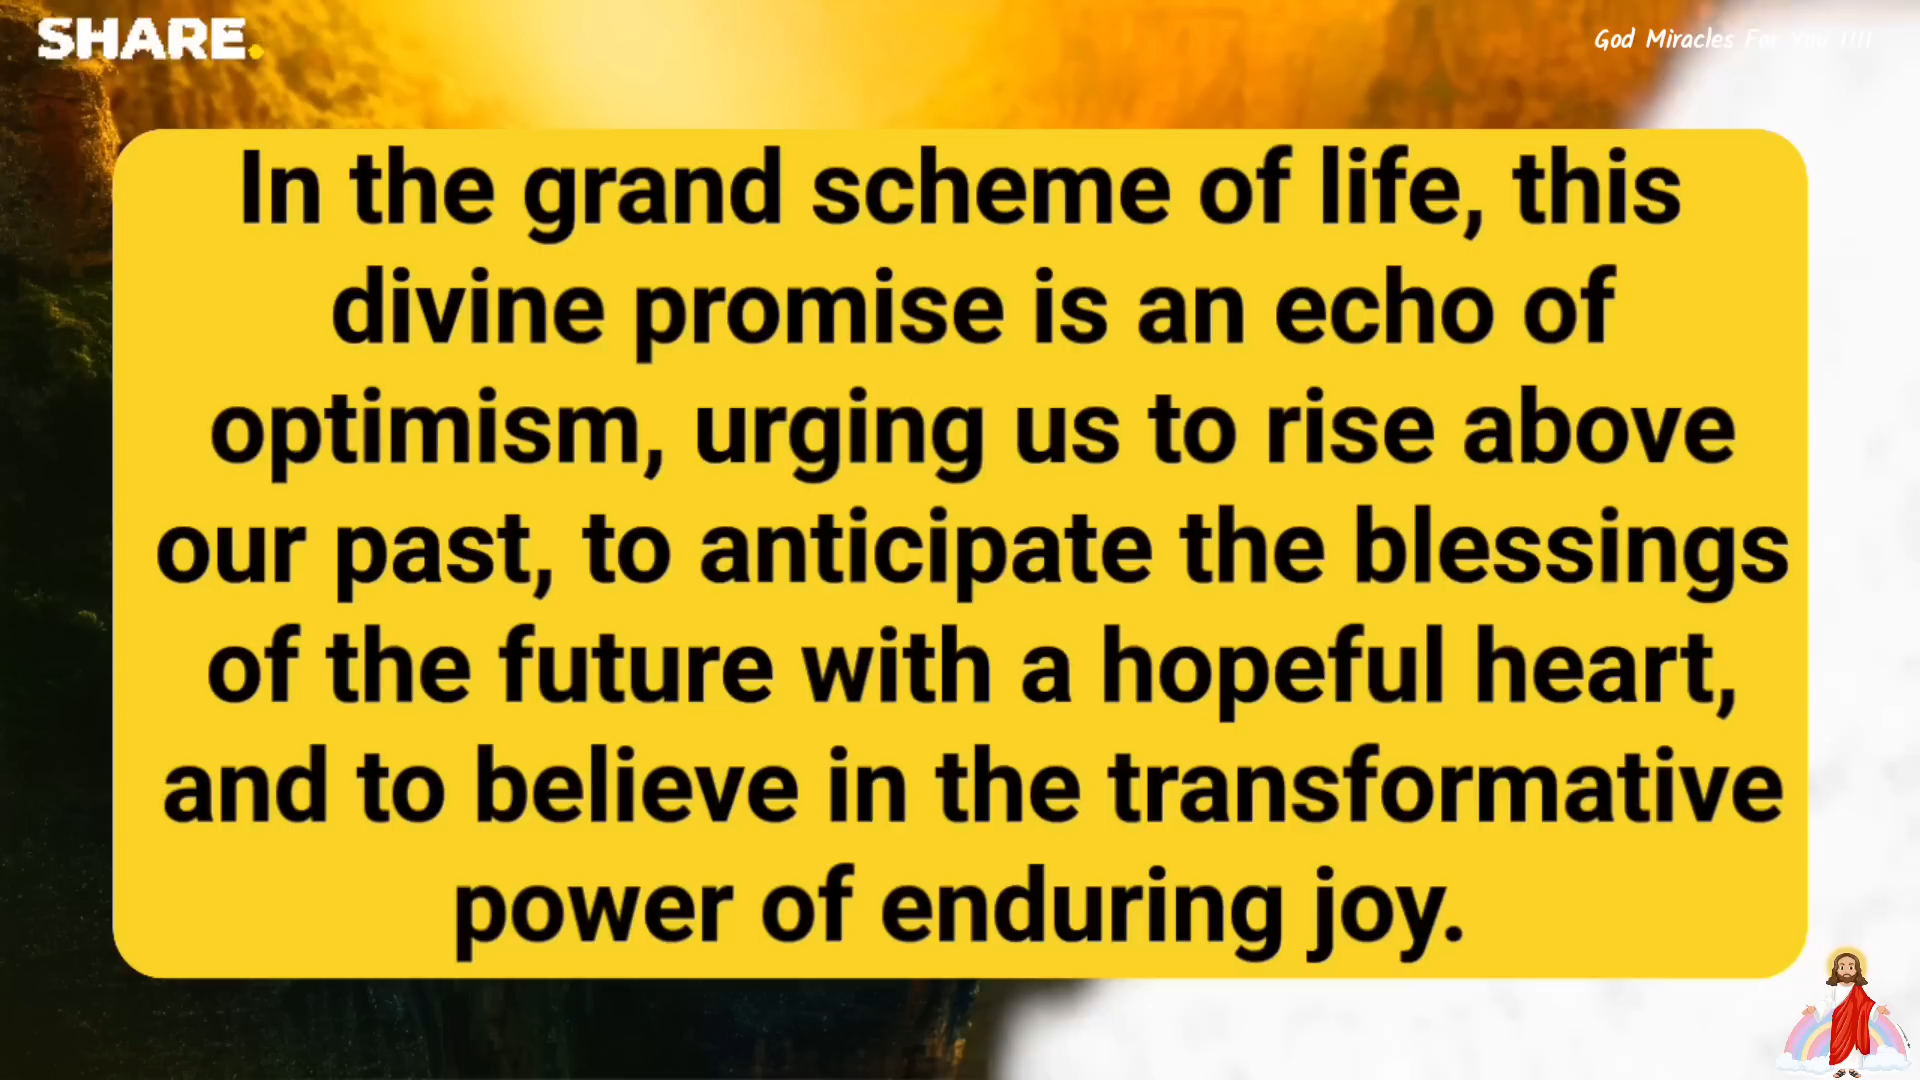 SHARE.
God Miracles For You !!!!
In the grand scheme of life, this
divine promise is an echo of
optimism, urging us to rise above
our past, to anticipate the blessings
of the future with a hopeful heart,
and to believe in the transformative
power of enduring joy.